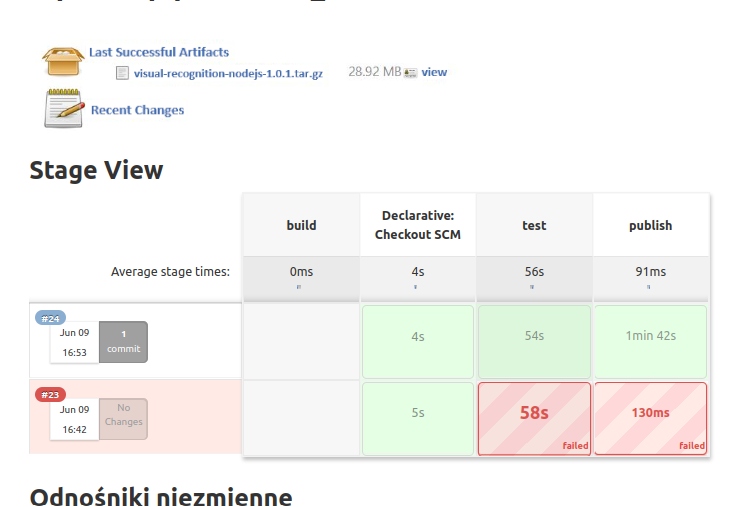 Last Successful Artifacts
visual-recognition-nodejs-1.0.1.tar.gz 28.92 MB view
Recent Changes
Stage View
build Declarative: Checkout SCM test publish
Average stage times: 0ms 4s 56s 91ms
#24
Jun 09 16:53 1 commit 4s 54s 1min 42s
#23
Jun 09 16:42 No Changes 5s 58s failed 130ms failed
Odnośniki niezmienne